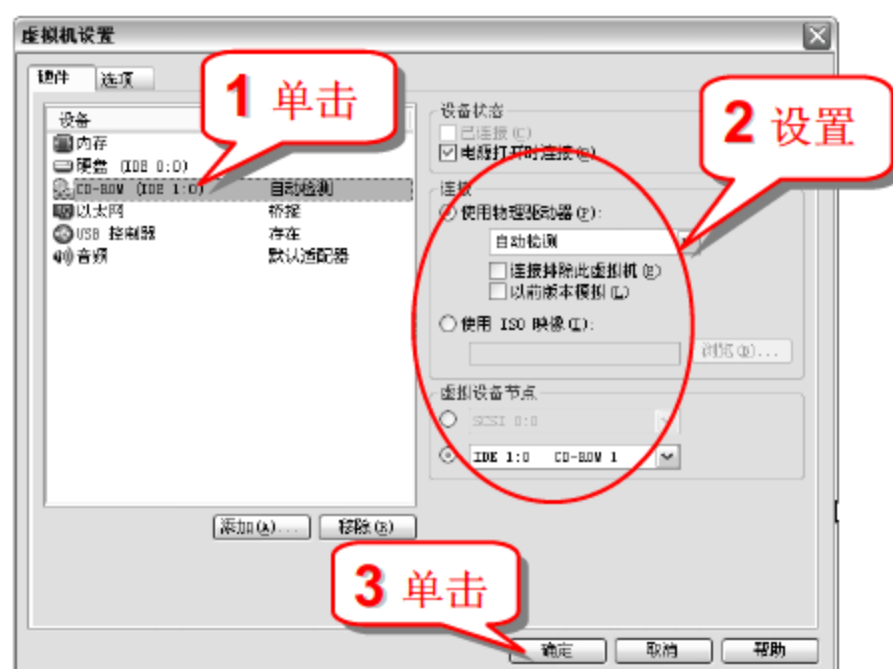 虚拟机设置
硬件 选项
1 单击
设备
内存
硬盘 (IDE 0:0)
CD-ROM (IDE 1:0) 自动检测
以太网 桥接
USB 控制器 存在
音频 默认适配器
添加(A)... 移除(R)
设备状态
已连接(C)
电源打开时连接(O)
2 设置
连接
使用物理驱动器(P):
自动检测
连接排除此虚拟机(E)
以前版本模拟(L)
使用 ISO 映像(I):
浏览(B)...
虚拟设备节点
SCSI 0:0
IDE 1:0 CD-ROM 1
3 单击
确定 取消 帮助